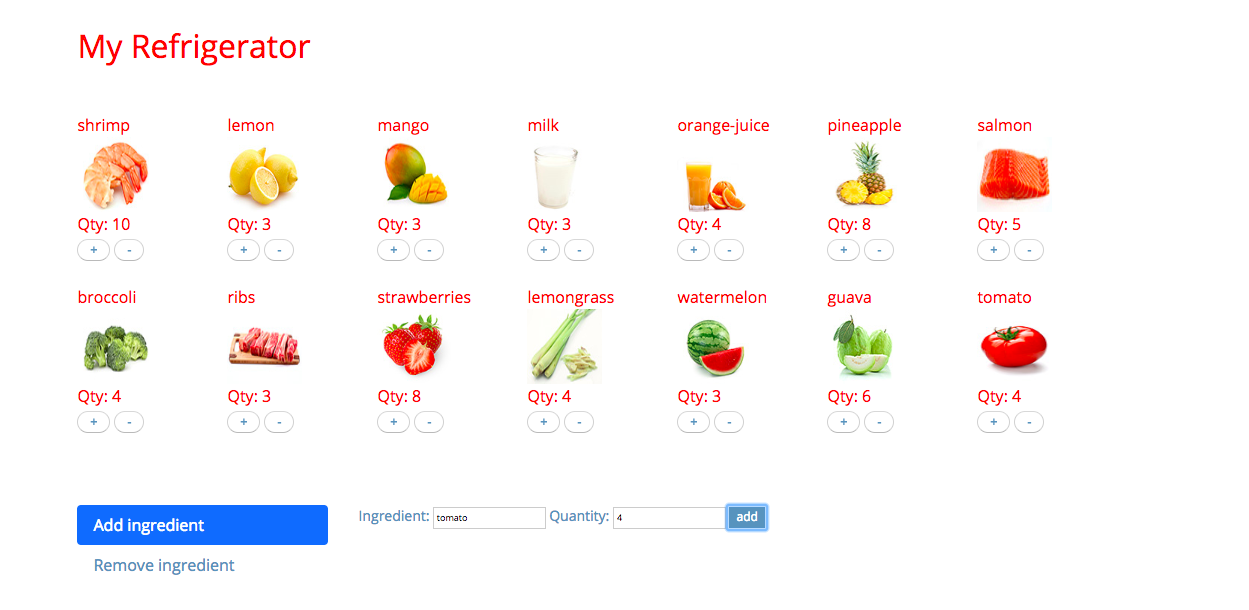 My Refrigerator
shrimp lemon mango milk orange-juice pineapple salmon
Qty: 10 Qty: 3 Qty: 3 Qty: 3 Qty: 4 Qty: 8 Qty: 5
+ - + - + - + - + - + - + -
broccoli ribs strawberries lemongrass watermelon guava tomato
Qty: 4 Qty: 3 Qty: 8 Qty: 4 Qty: 3 Qty: 6 Qty: 4
+ - + - + - + - + - + - + -
Add ingredient Ingredient: tomato Quantity: 4 add
Remove ingredient